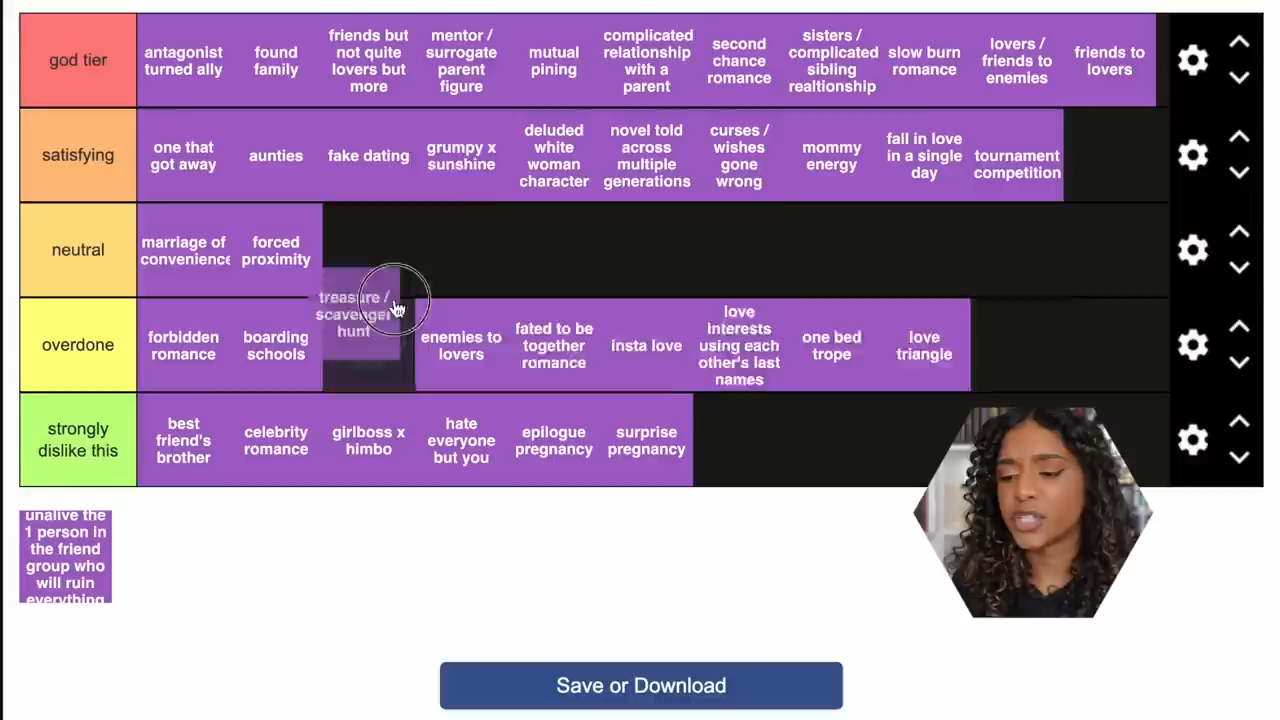 god tier
antagonist
turned ally
found
family
friends but
not quite
lovers but
more
mentor /
surrogate
parent
figure
mutual
pining
complicated
relationship
with a
parent
second
chance
romance
sisters /
complicated
sibling
realtionship
slow burn
romance
lovers /
friends to
enemies
friends to
lovers
satisfying
one that
got away
aunties
fake dating
grumpy x
sunshine
deluded
white
woman
character
novel told
across
multiple
generations
curses /
wishes
gone
wrong
mommy
energy
fall in love
in a single
day
tournament
competition
neutral
marriage of
convenience
forced
proximity
treasure /
scavenger
hunt
overdone
forbidden
romance
boarding
schools
enemies to
lovers
fated to be
together
romance
insta love
love
interests
using each
other's last
names
one bed
trope
love
triangle
strongly
dislike this
best
friend's
brother
celebrity
romance
girlboss x
himbo
hate
everyone
but you
epilogue
pregnancy
surprise
pregnancy
unalive the
1 person in
the friend
group who
will ruin
everything
Save or Download